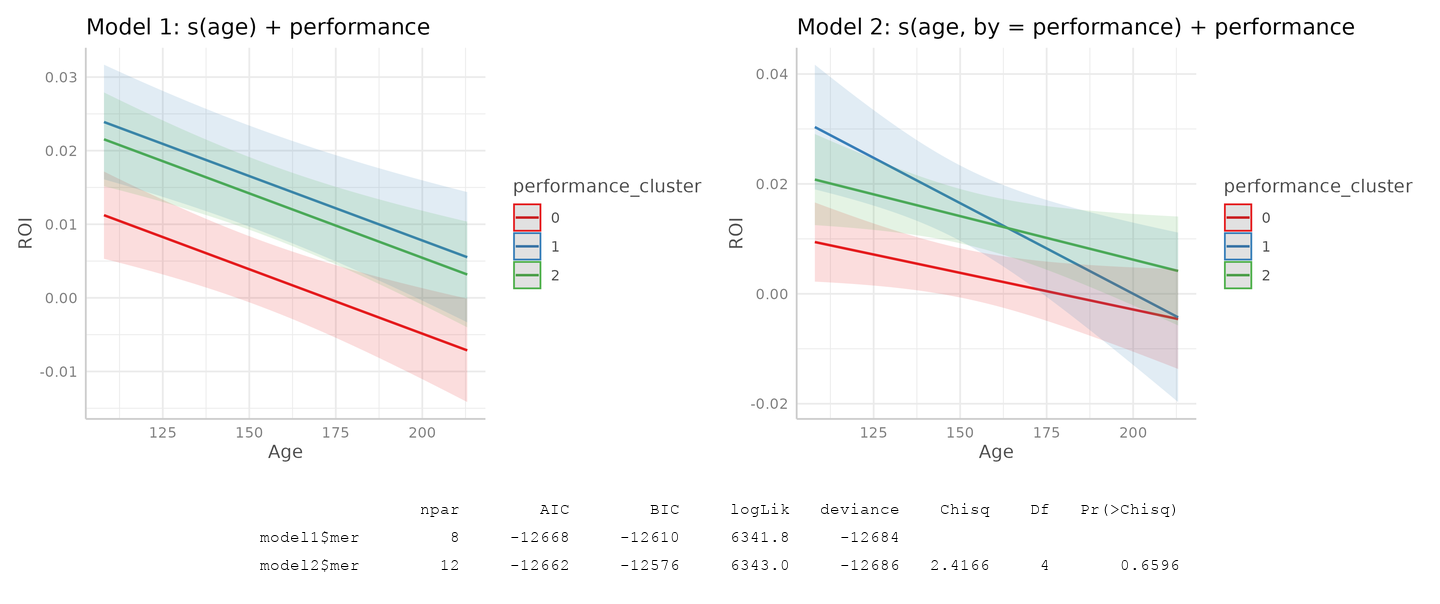 Model 1: s(age) + performance
0.03
0.02
0.01
0.00
-0.01
ROI
125 150 175 200
Age
performance_cluster
0
1
2
Model 2: s(age, by = performance) + performance
0.04
0.02
0.00
-0.02
ROI
125 150 175 200
Age
performance_cluster
0
1
2
npar AIC BIC logLik deviance Chisq Df Pr(>Chisq)
model1$mer 8 -12668 -12610 6341.8 -12684
model2$mer 12 -12662 -12576 6343.0 -12686 2.4166 4 0.6596